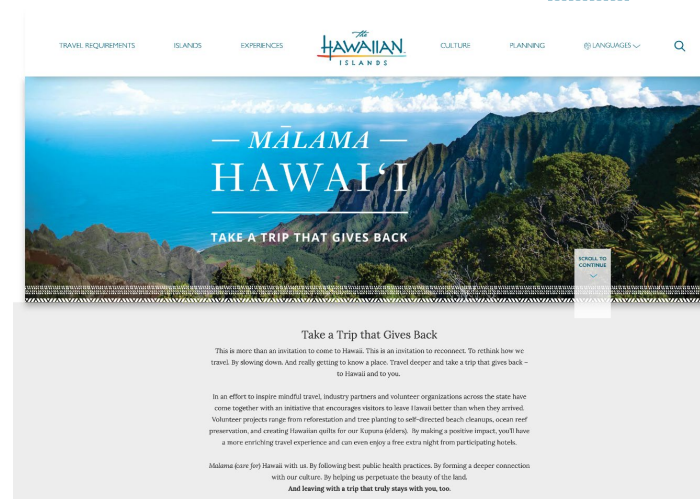 TRAVEL REQUIREMENTS
ISLANDS
EXPERIENCES
the
HAWAIIAN
ISLANDS
CULTURE
PLANNING
LANGUAGES
MĀLAMA
HAWAIʻI
TAKE A TRIP THAT GIVES BACK
SCROLL TO
CONTINUE
Take a Trip that Gives Back
This is more than an invitation to come to Hawaii. This is an invitation to reconnect. To rethink how we
travel. By slowing down. And really getting to know a place. Travel deeper and take a trip that gives back –
to Hawaii and to you.
In an effort to inspire mindful travel, industry partners and volunteer organizations across the state have
come together with an initiative that encourages visitors to leave Hawaii better than when they arrived.
Volunteer projects range from reforestation and tree planting to self-directed beach cleanups, ocean reef
preservation, and creating Hawaiian quilts for our Kupuna (elders). By making a positive impact, you'll have
a more enriching travel experience and can even enjoy a free extra night from participating hotels.
Malama (care for) Hawaii with us. By following best public health practices. By forming a deeper connection
with our culture. By helping us perpetuate the beauty of the land.
And leaving with a trip that truly stays with you, too.